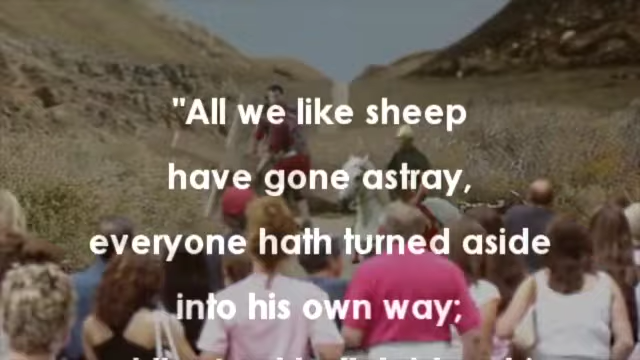 "All we like sheep
have gone astray,
everyone hath turned aside
into his own way;